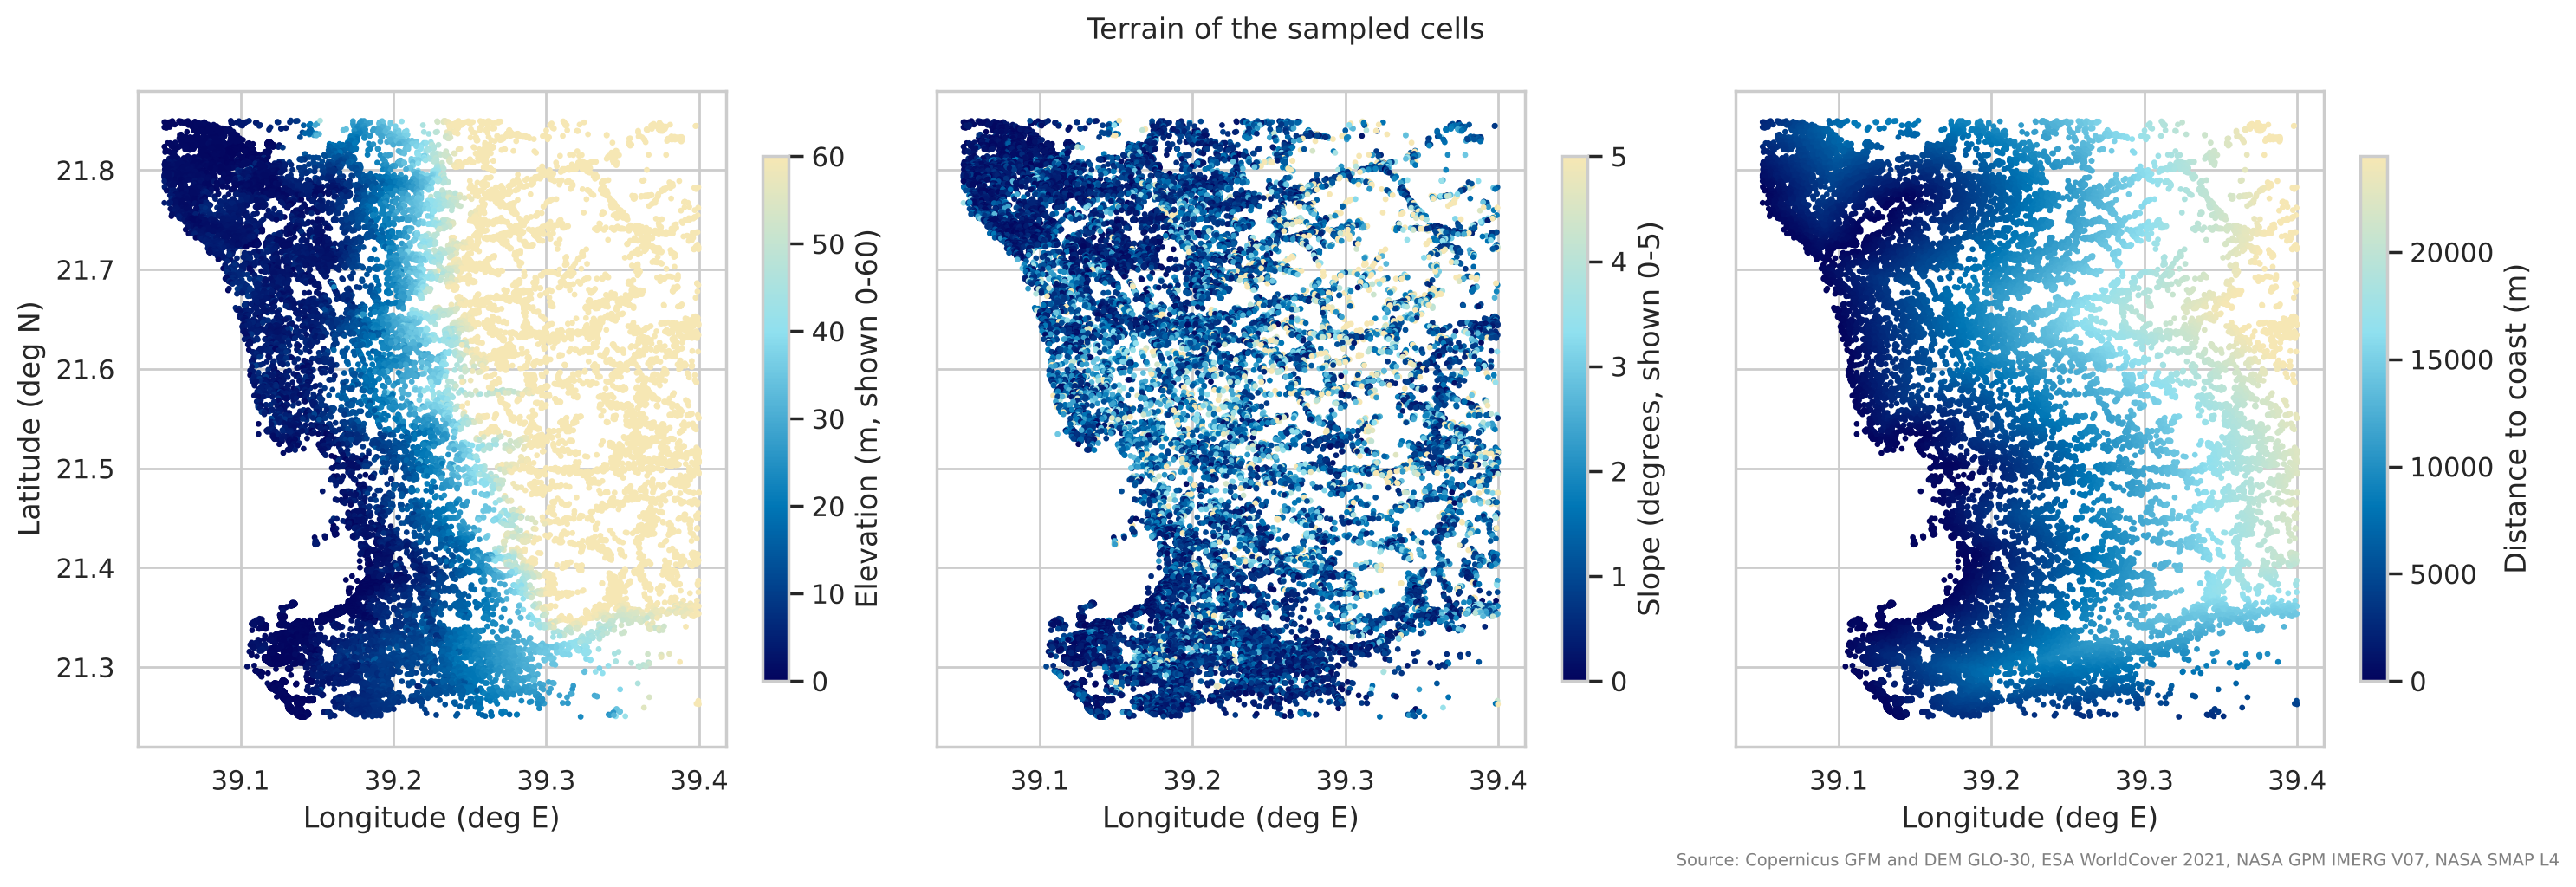 Terrain of the sampled cells
Latitude (deg N)
21.8
21.7
21.6
21.5
21.4
21.3
39.1 39.2 39.3 39.4
Longitude (deg E)
60
50
40
30
20
10
0
Elevation (m, shown 0-60)
39.1 39.2 39.3 39.4
Longitude (deg E)
5
4
3
2
1
0
Slope (degrees, shown 0-5)
39.1 39.2 39.3 39.4
Longitude (deg E)
20000
15000
10000
5000
0
Distance to coast (m)
Source: Copernicus GFM and DEM GLO-30, ESA WorldCover 2021, NASA GPM IMERG V07, NASA SMAP L4